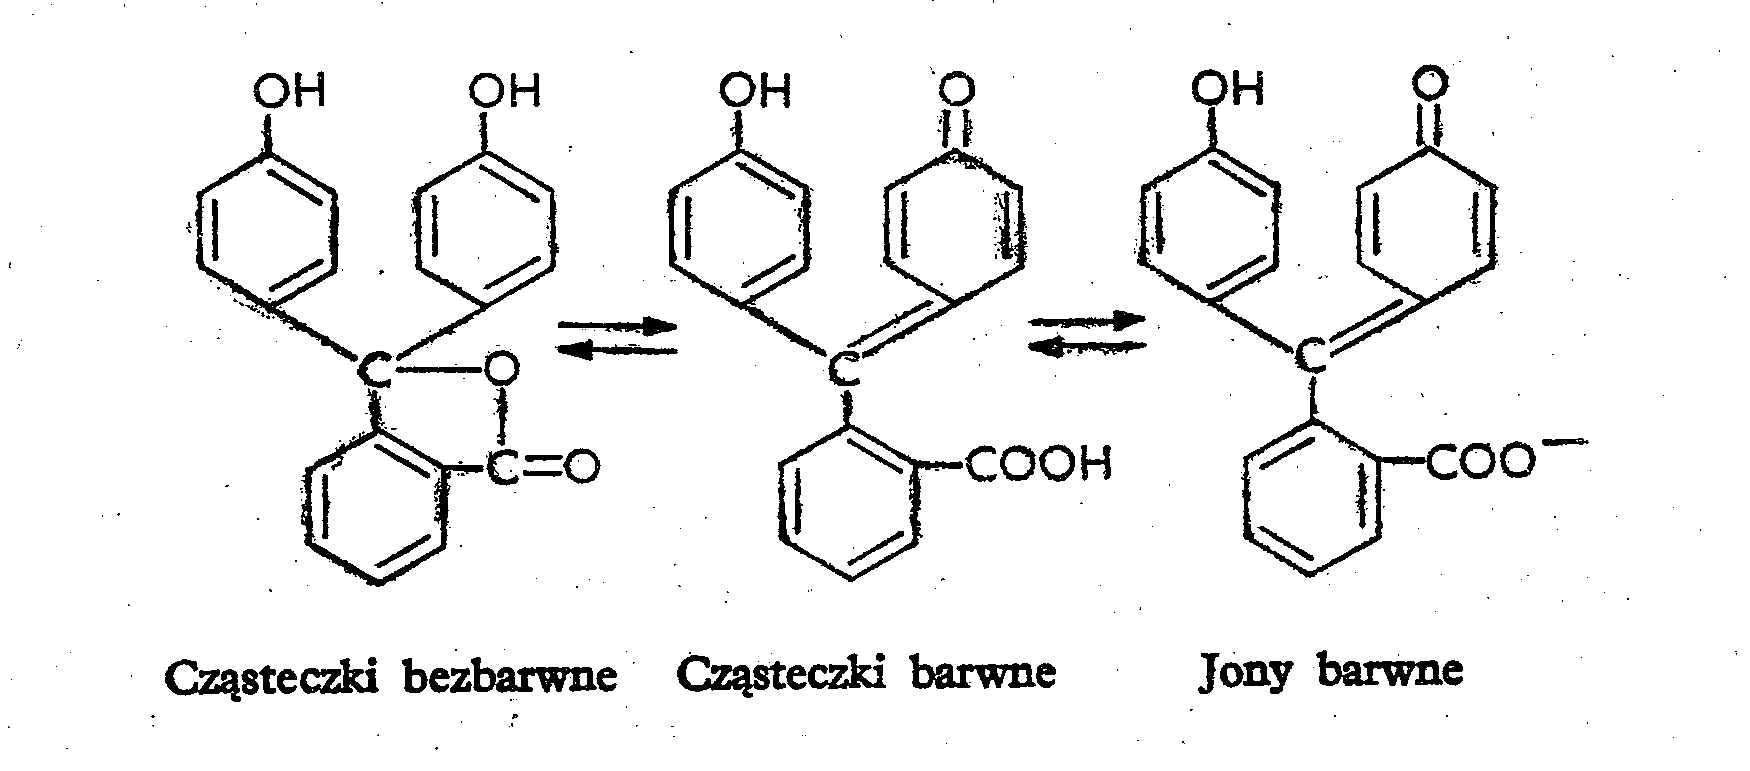 OH OH OH O OH O
C O C C
C=O COOH COO⁻
Cząsteczki bezbarwne Cząsteczki barwne Jony barwne